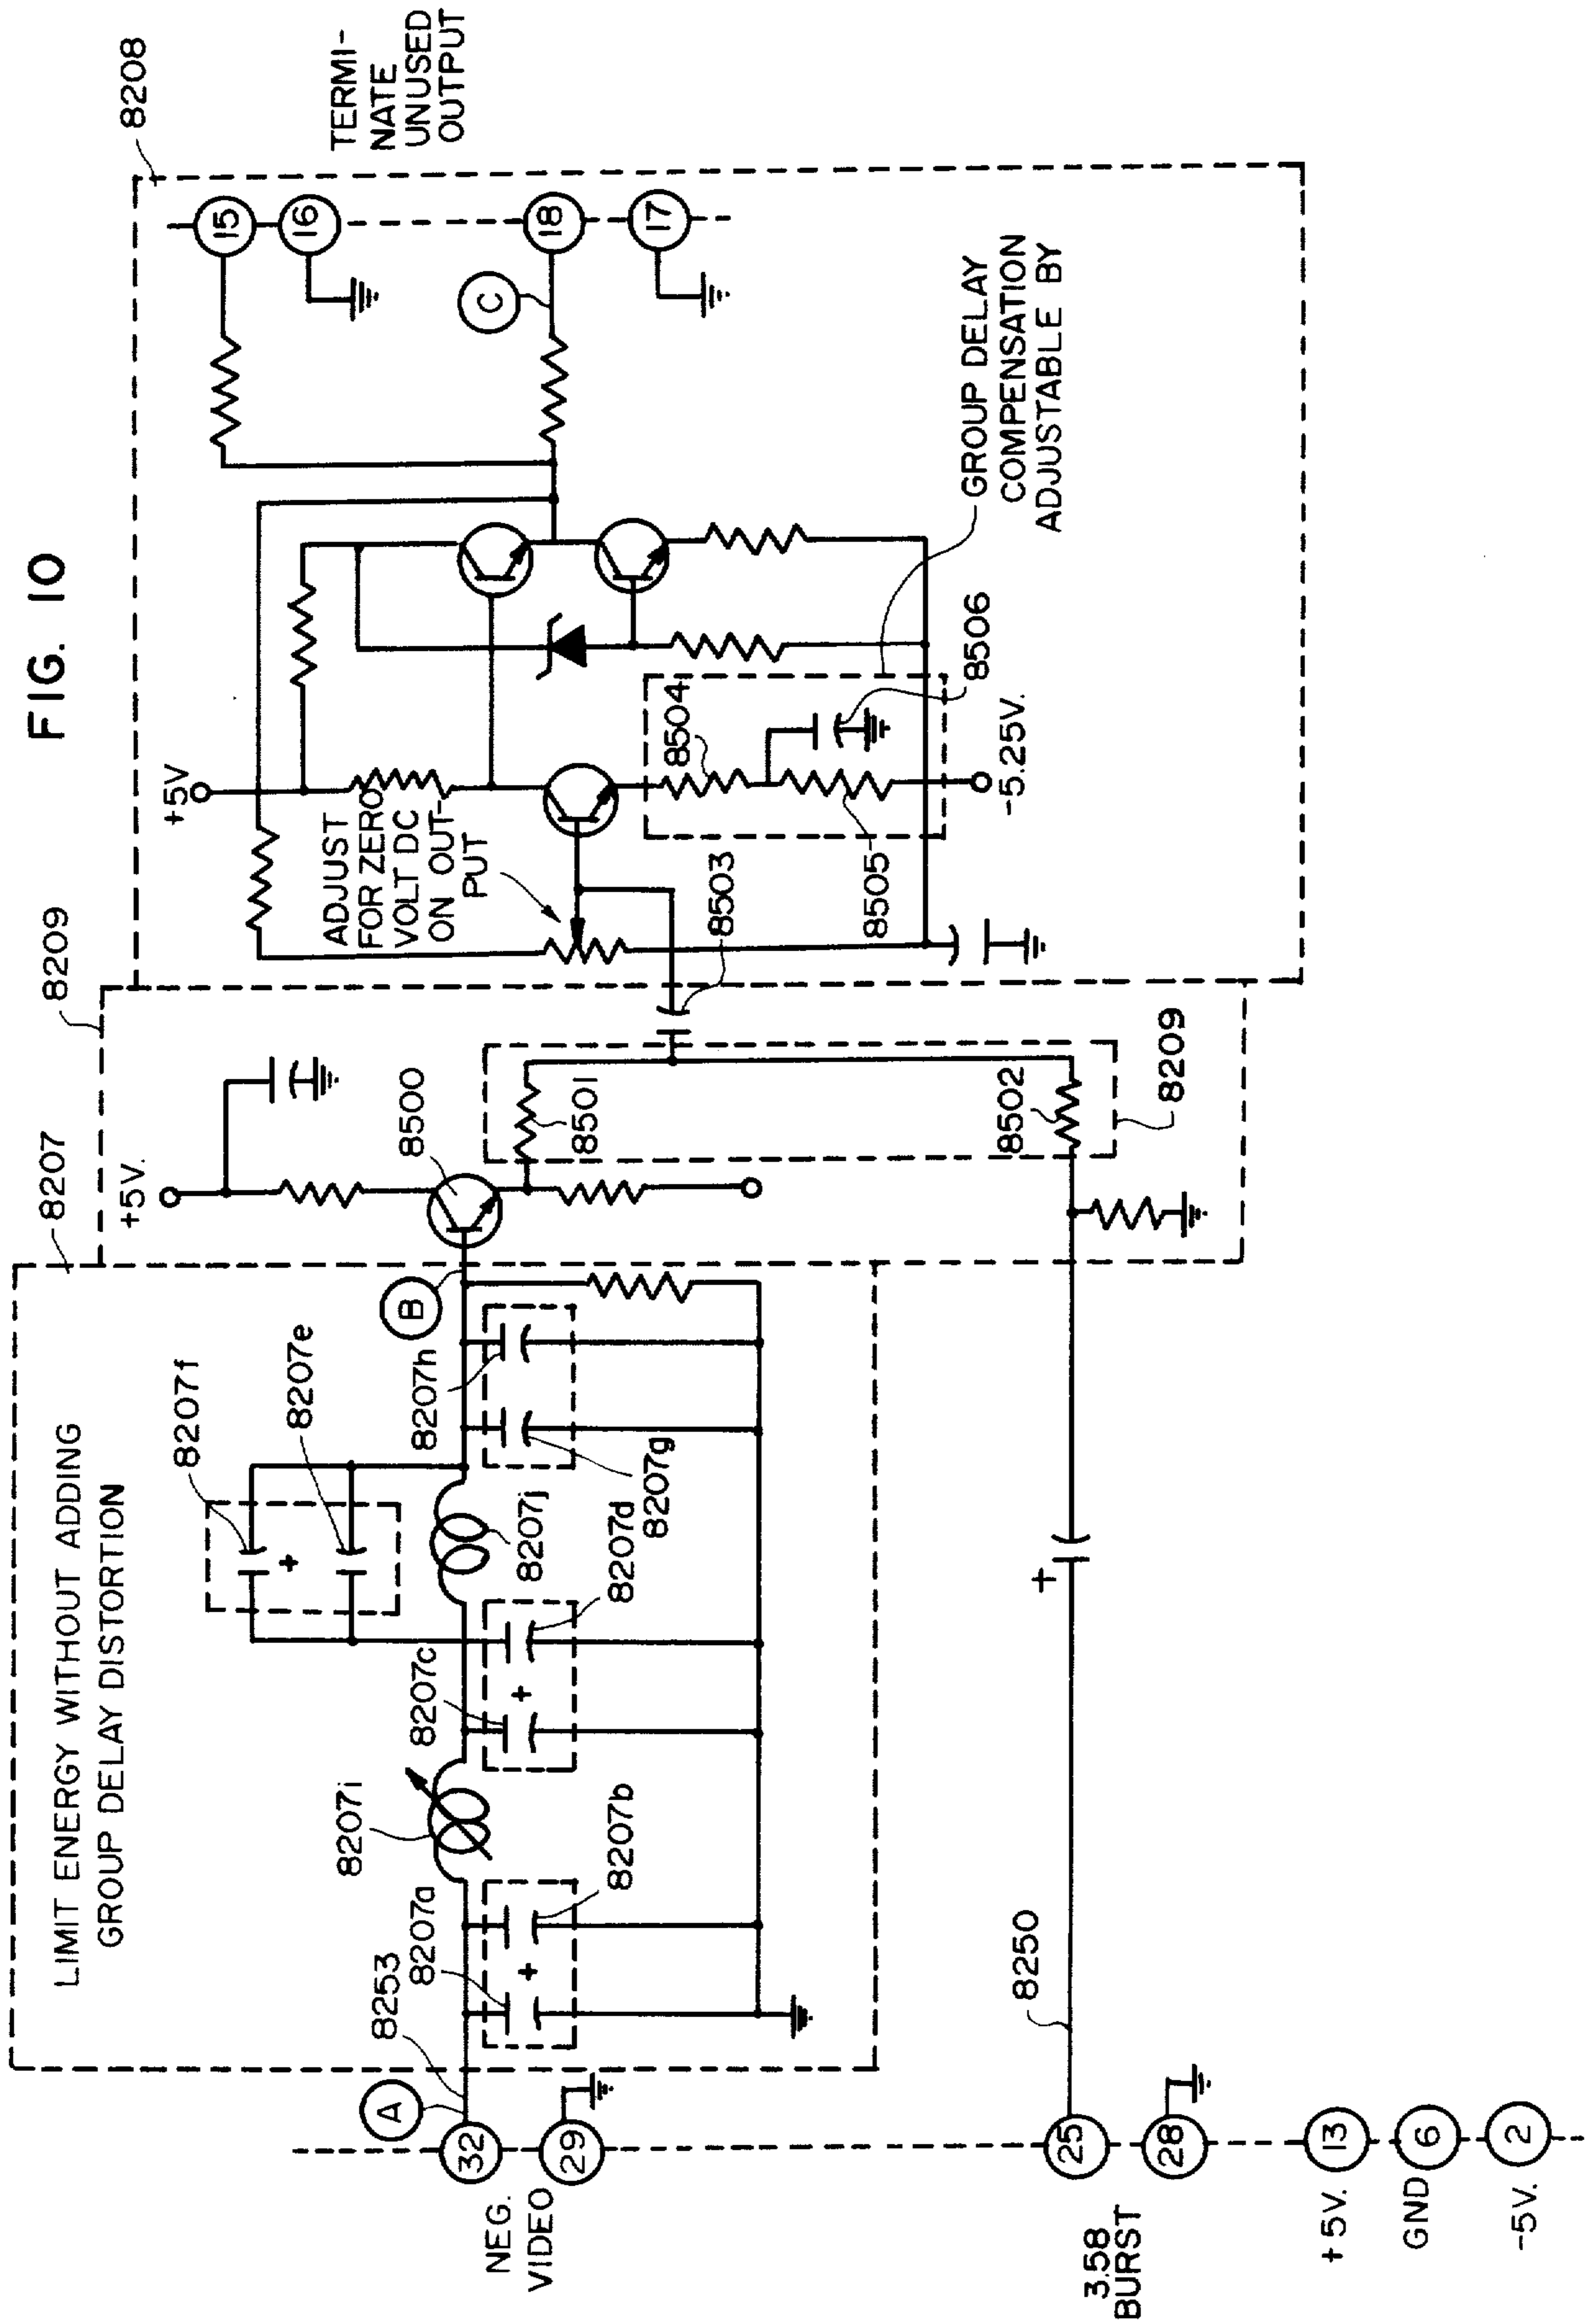 FIG. 10
8207
8209
8208
LIMIT ENERGY WITHOUT ADDING
GROUP DELAY DISTORTION
8207f
8207e
+
+5V.
8500
+5V
ADJUST
FOR ZERO
VOLT DC
ON OUT-
PUT
TERMI-
NATE
UNUSED
OUTPUT
15
16
18
17
C
A
32
29
NEG.
VIDEO
8253
8207a
+
8207b
8207i
8207c
+
8207d
8207j
8207g
8207h
B
8501
8502
8209
8503
8504
8505
8506
-5.25V.
GROUP DELAY
COMPENSATION
ADJUSTABLE BY
25
28
3.58
BURST
8250
+
+5V.
13
GND
6
-5V.
2